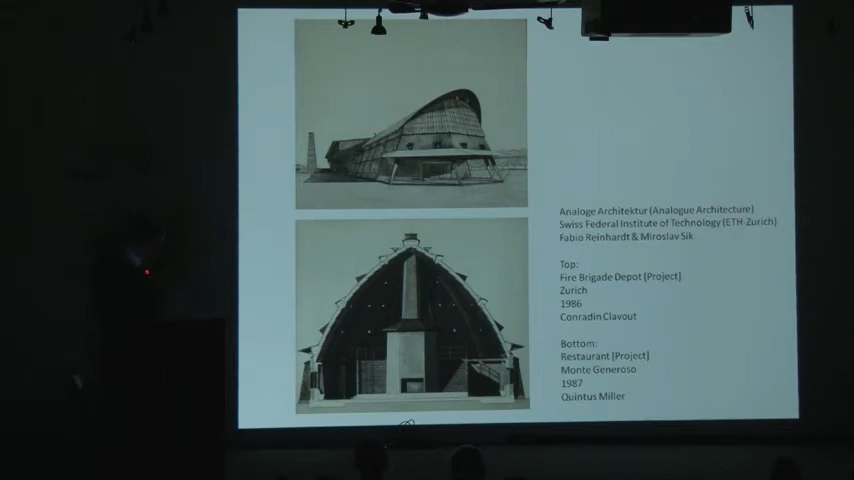 Analoge Architektur (Analogue Architecture)
Swiss Federal Institute of Technology (ETH-Zurich)
Fabio Reinhardt & Miroslav Sik
Top:
Fire Brigade Depot [Project]
Zurich
1986
Conradin Clavout
Bottom:
Restaurant [Project]
Monte Generoso
1987
Quintus Miller